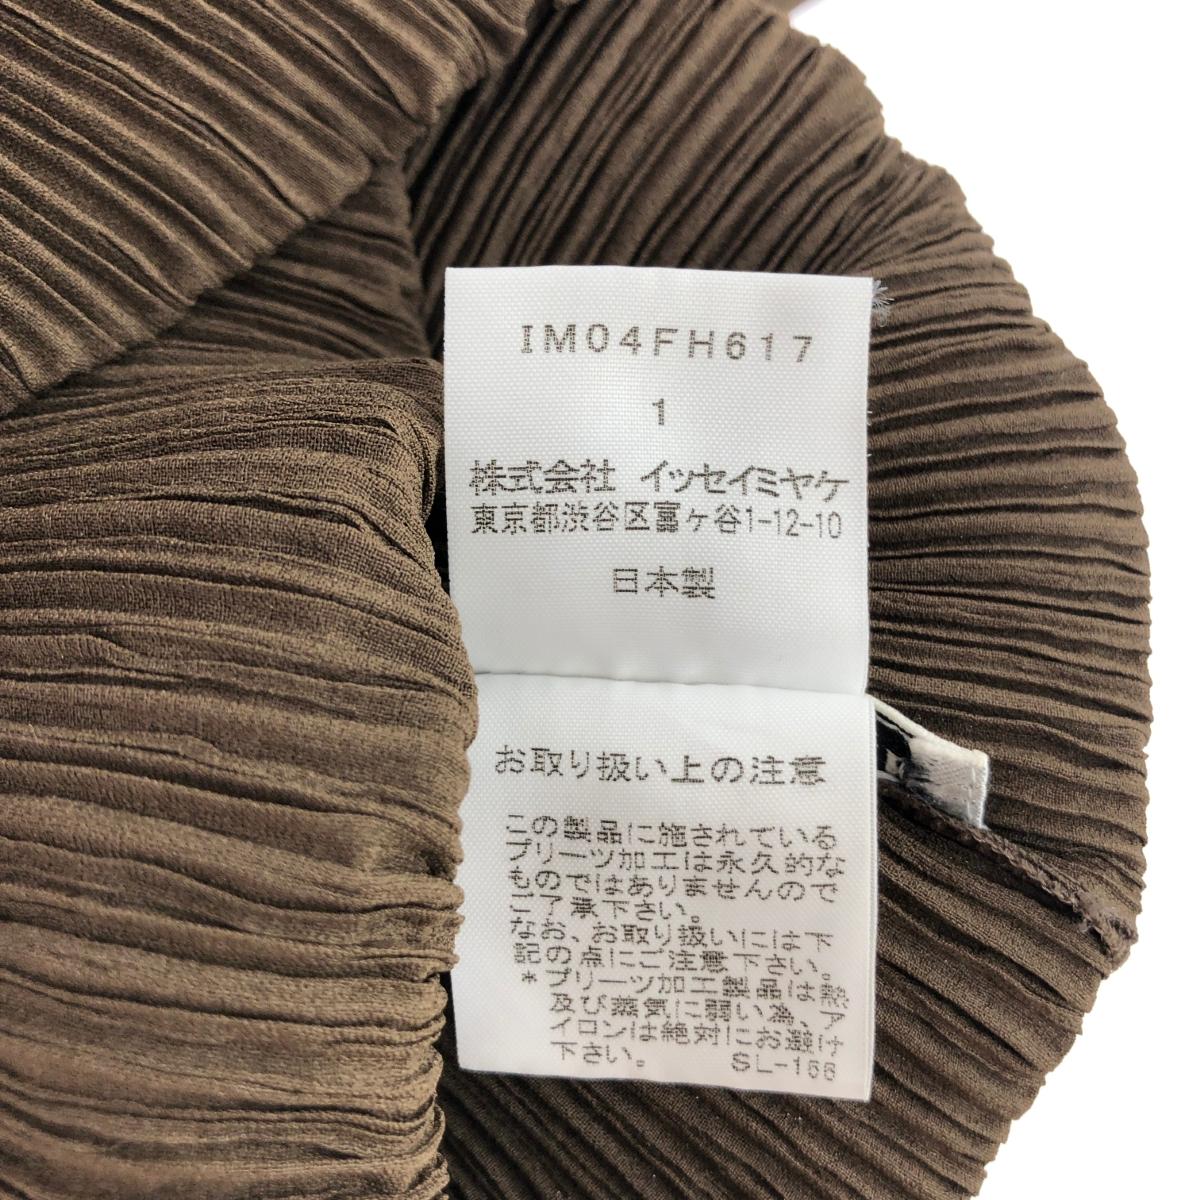 IM04FH617
1
株式会社 イッセイミヤケ
東京都渋谷区富ヶ谷1-12-10
日本製
お取り扱い上の注意
この製品に施されている
プリーツ加工は永久的な
ものではありませんので
ご了承下さい。
なお、お取り扱いには下
記の点にご注意下さい。
*プリーツ加工製品は熱
及び蒸気に弱い為、ア
イロンは絶対にお避け
下さい。 SL-168